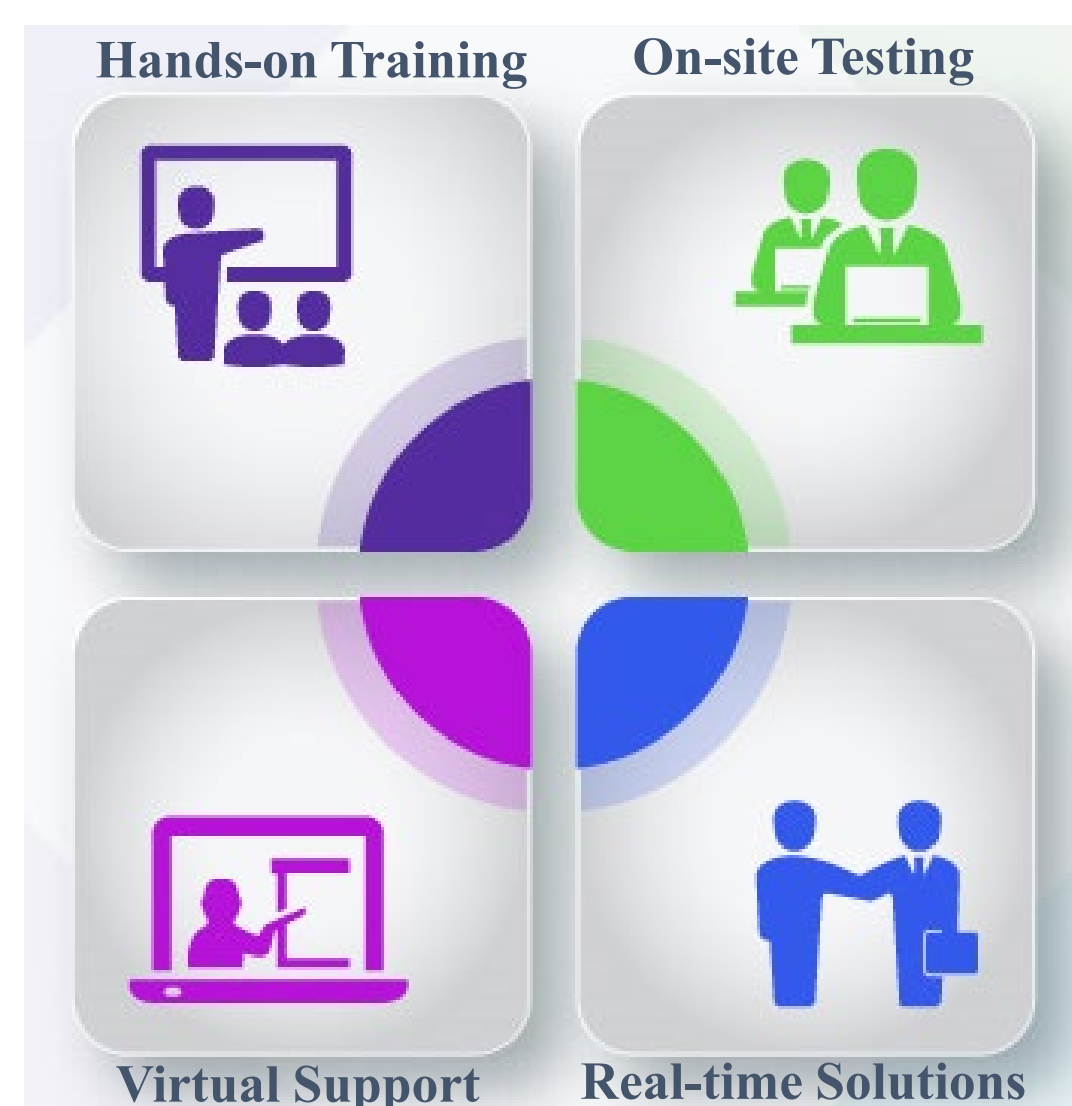 Hands-on Training
On-site Testing
Virtual Support
Real-time Solutions